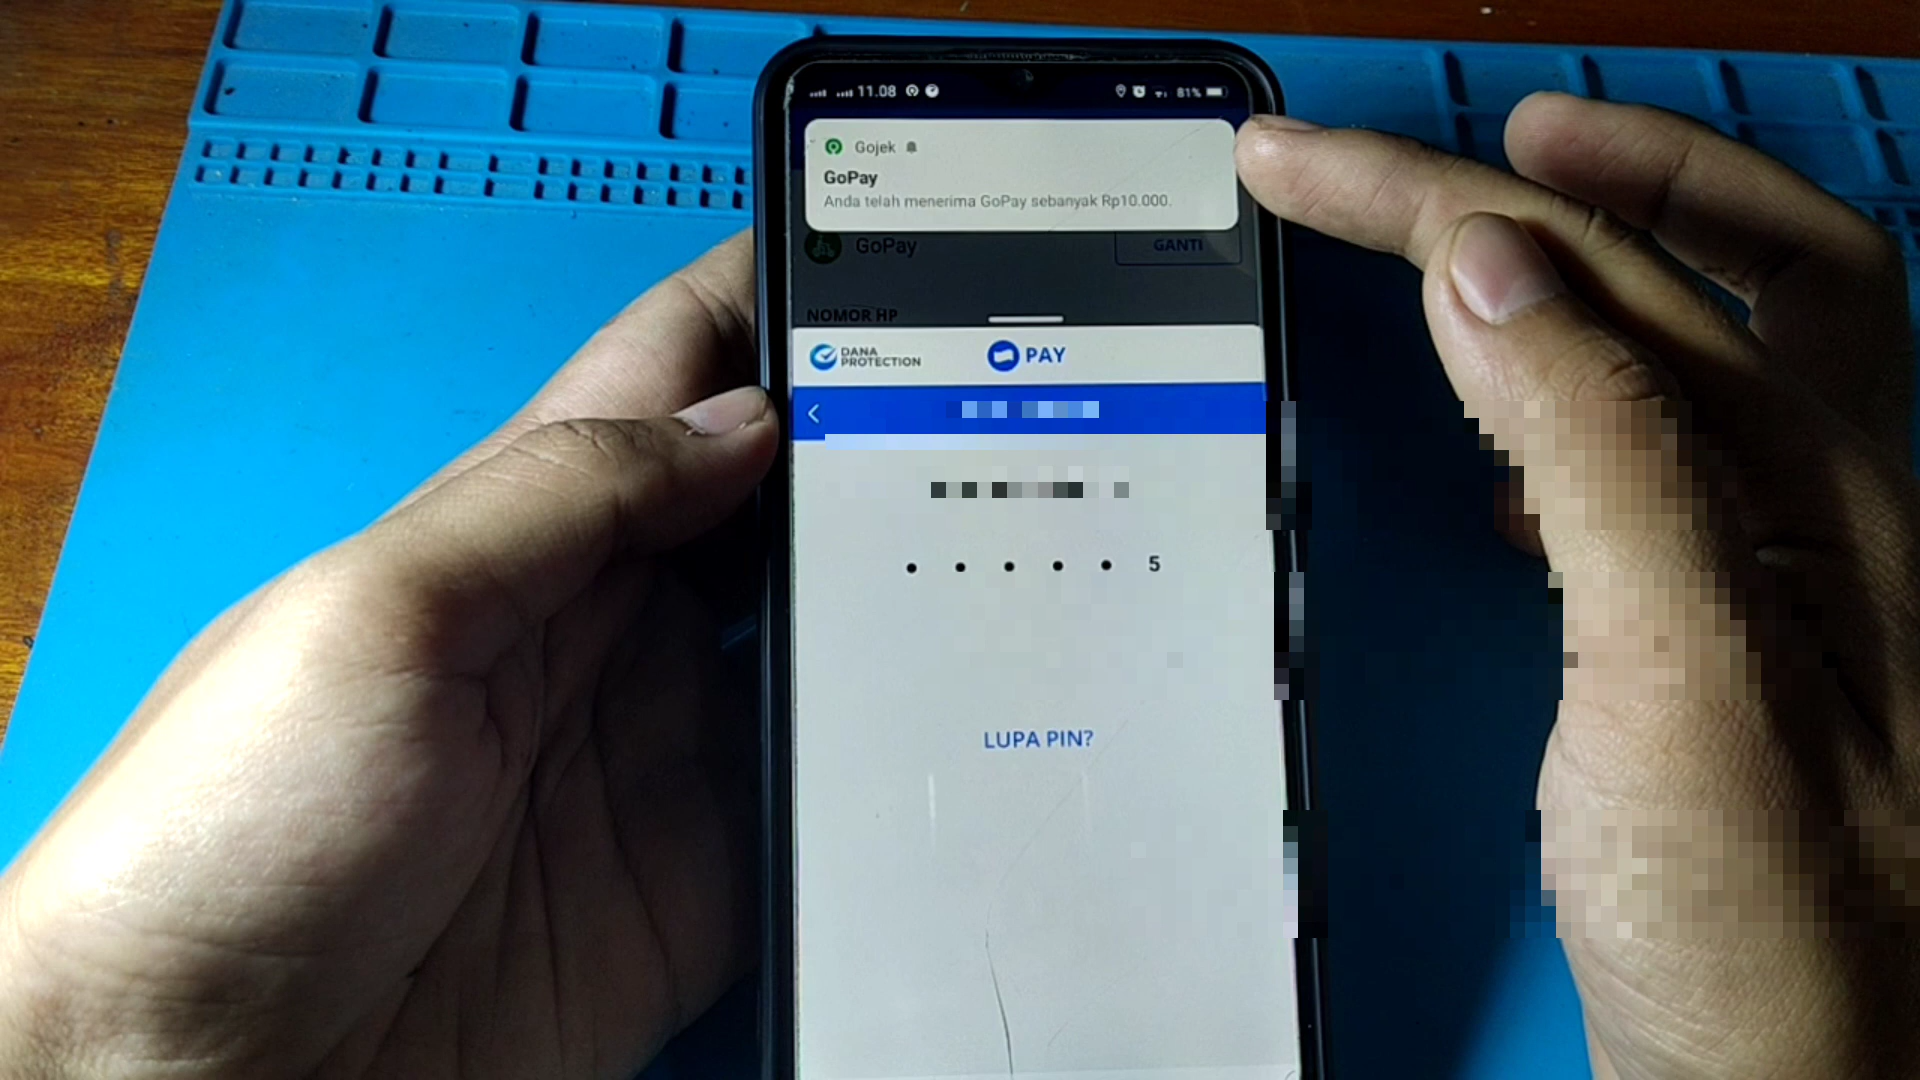 11.08
81%
Gojek
GoPay
Anda telah menerima GoPay sebanyak Rp10.000.
GoPay
GANTI
NOMOR HP
DANA
PROTECTION
PAY
5
LUPA PIN?